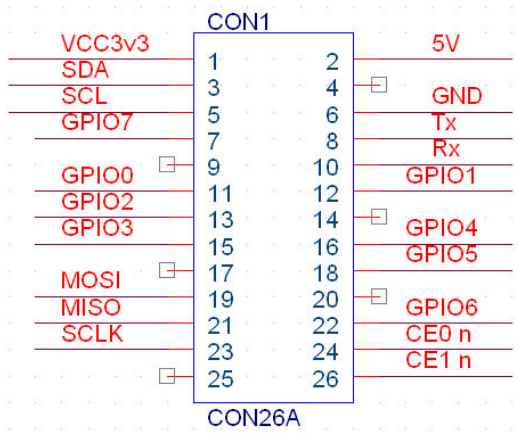 CON1
VCC3v3 1 2 5V
SDA 3 4
SCL 5 6 GND
GPIO7 7 8 Tx
9 10 Rx
GPIO0 11 12 GPIO1
GPIO2 13 14
GPIO3 15 16 GPIO4
17 18 GPIO5
MOSI 19 20
MISO 21 22 GPIO6
SCLK 23 24 CE0 n
25 26 CE1 n
CON26A